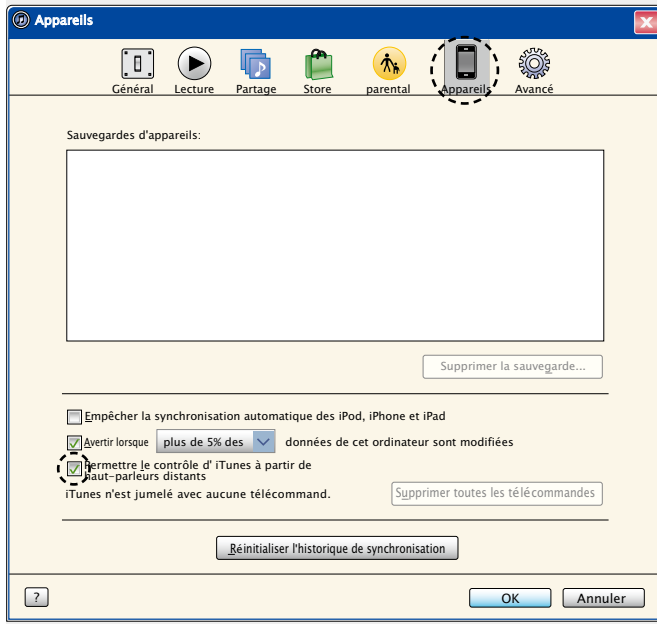 Appareils
Général Lecture Partage Store parental Appareils Avancé
Sauvegardes d'appareils:
Supprimer la sauvegarde...
Empêcher la synchronisation automatique des iPod, iPhone et iPad
Avertir lorsque plus de 5% des données de cet ordinateur sont modifiées
Permettre le contrôle d' iTunes à partir de
haut-parleurs distants
iTunes n'est jumelé avec aucune télécommand. Supprimer toutes les télécommandes
Réinitialiser l'historique de synchronisation
? OK Annuler